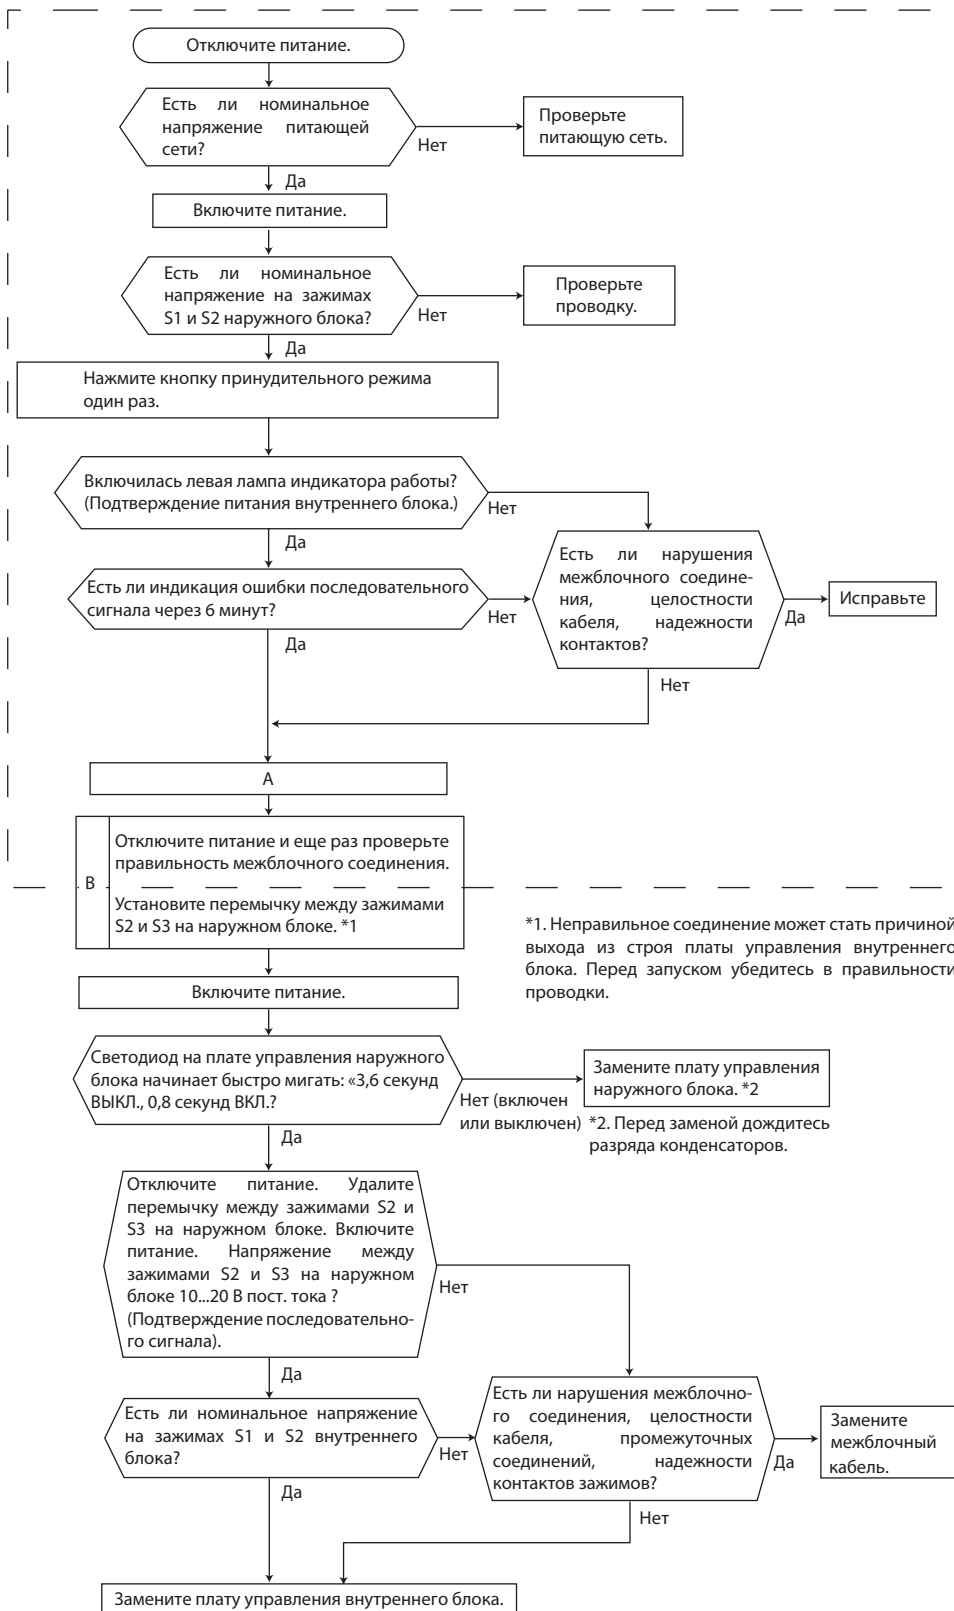 Отключите питание.
Есть ли номинальное
напряжение питающей
сети?
Нет
Проверьте
питающую сеть.
Да
Включите питание.
Есть ли номинальное
напряжение на зажимах
S1 и S2 наружного блока?
Нет
Проверьте
проводку.
Да
Нажмите кнопку принудительного режима
один раз.
Включилась левая лампа индикатора работы?
(Подтверждение питания внутреннего блока.)
Нет
Да
Есть ли индикация ошибки последовательного
сигнала через 6 минут?
Нет
Есть ли нарушения
межблочного соедине-
ния, целостности
кабеля, надежности
контактов?
Да
Исправьте
Да
Нет
A
B
Отключите питание и еще раз проверьте
правильность межблочного соединения.
Установите перемычку между зажимами
S2 и S3 на наружном блоке. *1
*1. Неправильное соединение может стать причиной
выхода из строя платы управления внутреннего
блока. Перед запуском убедитесь в правильности
проводки.
Включите питание.
Светодиод на плате управления наружного
блока начинает быстро мигать: «3,6 секунд
ВЫКЛ., 0,8 секунд ВКЛ.?
Нет (включен
или выключен)
Замените плату управления
наружного блока. *2
*2. Перед заменой дождитесь
разряда конденсаторов.
Да
Отключите питание. Удалите
перемычку между зажимами S2 и
S3 на наружном блоке. Включите
питание. Напряжение между
зажимами S2 и S3 на наружном
блоке 10...20 В пост. тока ?
(Подтверждение последовательно-
го сигнала).
Нет
Да
Есть ли номинальное напряжение
на зажимах S1 и S2 внутреннего
блока?
Нет
Есть ли нарушения межблочно-
го соединения, целостности
кабеля, промежуточных
соединений, надежности
контактов зажимов?
Да
Замените
межблочный
кабель.
Да
Нет
Замените плату управления внутреннего блока.